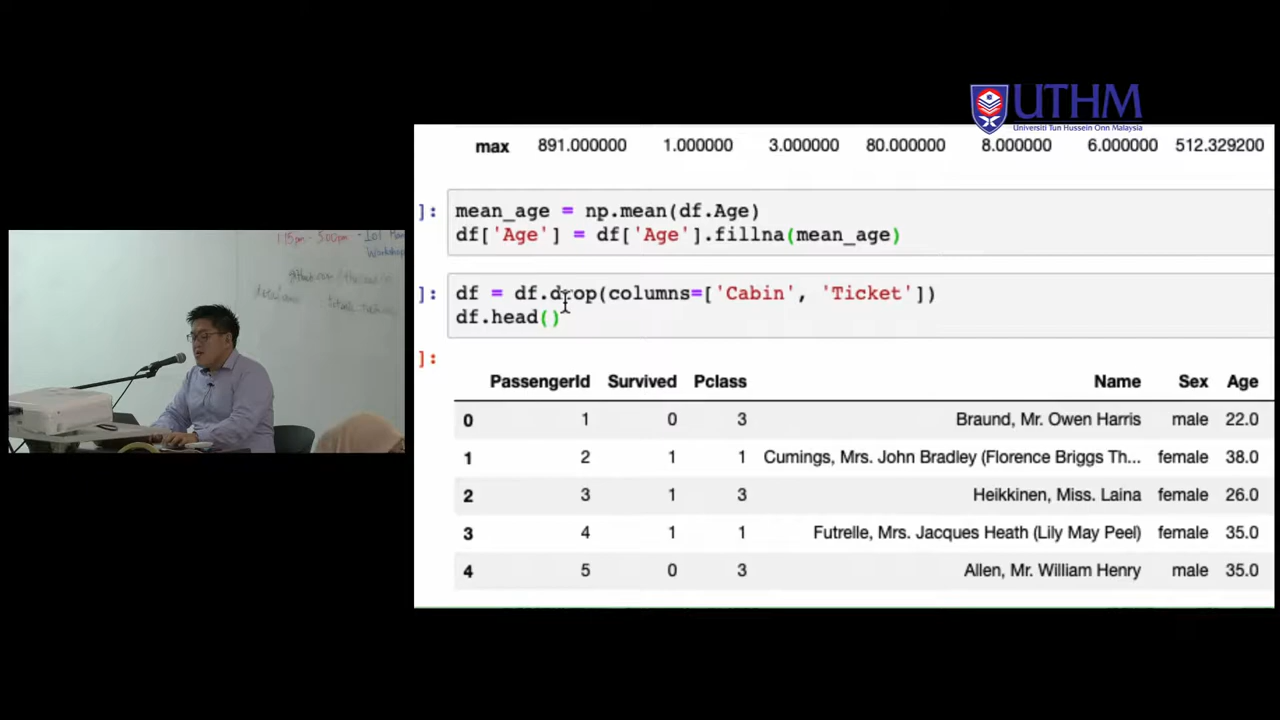 UTHM
Universiti Tun Hussein Onn Malaysia
max 891.000000 1.000000 3.000000 80.000000 8.000000 6.000000 512.329200
]: mean_age = np.mean(df.Age)
df['Age'] = df['Age'].fillna(mean_age)
]: df = df.drop(columns=['Cabin', 'Ticket'])
df.head()
]:
PassengerId Survived Pclass Name Sex Age
0 1 0 3 Braund, Mr. Owen Harris male 22.0
1 2 1 1 Cumings, Mrs. John Bradley (Florence Briggs Th... female 38.0
2 3 1 3 Heikkinen, Miss. Laina female 26.0
3 4 1 1 Futrelle, Mrs. Jacques Heath (Lily May Peel) female 35.0
4 5 0 3 Allen, Mr. William Henry male 35.0
1:15pm - 5:00pm -
Workshop